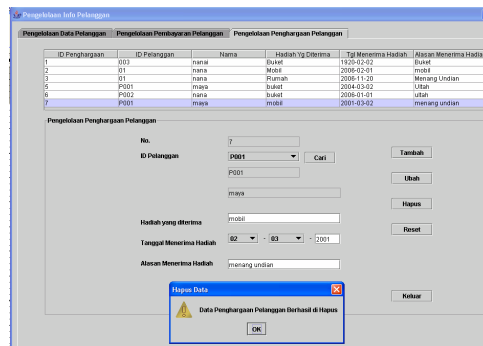 Pengelolaan Info Pelanggan
Pengelolaan Data Pelanggan Pengelolaan Pembayaran Pelanggan Pengelolaan Penghargaan Pelanggan
ID Penghargaan ID Pelanggan Nama Hadiah Yg Diterima Tgl Menerima Hadiah Alasan Menerima Hadia
1 003 nanai Buket 1920-02-02 Buket
2 01 nana Mobil 2006-02-01 mobil
3 01 nana Rumah 2006-11-20 Menang Undian
5 P001 maya buket 2004-03-02 Ultah
6 P002 nana buket 2006-01-01 ultah
7 P001 maya mobil 2001-03-02 menang undian
Pengelolaan Penghargaan Pelanggan
No. 7
ID Pelanggan P001 Cari Tambah
P001
Ubah
maya
Hapus
Hadiah yang diterima mobil
Reset
Tanggal Menerima Hadiah 02 - 03 - 2001
Alasan Menerima Hadiah menang undian
Hapus Data
Keluar
Data Penghargaan Pelanggan Berhasil di Hapus
OK